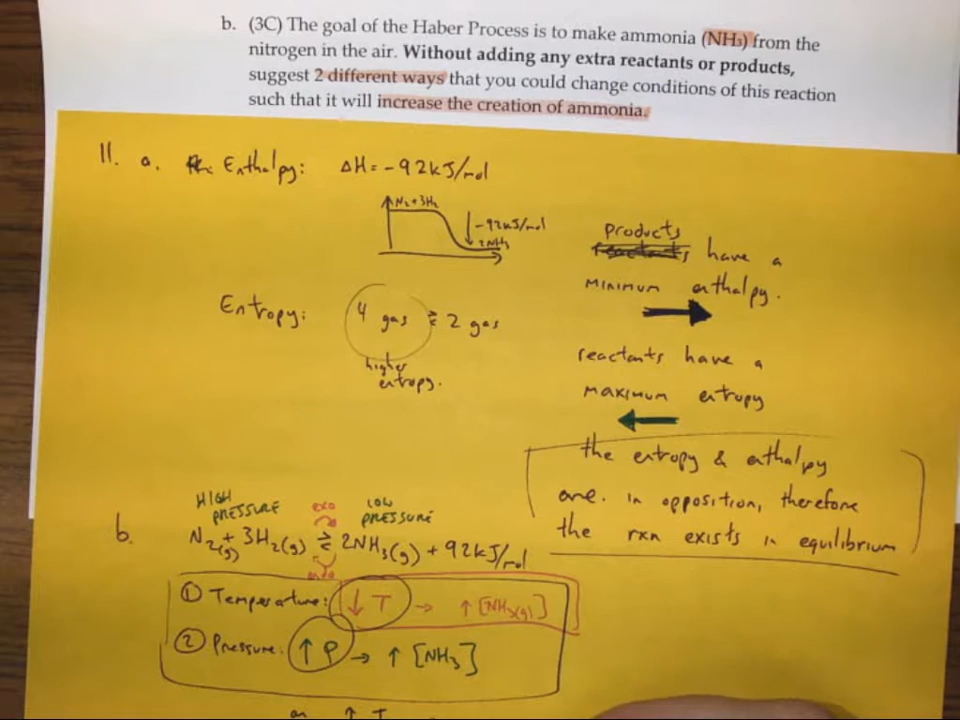 b. (3C) The goal of the Haber Process is to make ammonia (NH₃) from the
nitrogen in the air. Without adding any extra reactants or products,
suggest 2 different ways that you could change conditions of this reaction
such that it will increase the creation of ammonia.
11. a. Enthalpy: ΔH = -92kJ/mol
N₂+3H₂
-92kJ/mol
2NH₃
products
reactants have a
minimum enthalpy.
Entropy: 4 gas ⇌ 2 gas
higher
entropy.
reactants have a
maximum entropy
the entropy & enthalpy
are in opposition, therefore
the rxn exists in equilibrium
HIGH PRESSURE exo LOW PRESSURE
b. N₂(g) + 3H₂(g) ⇌ 2NH₃(g) + 92kJ/mol
endo
① Temperature: ↓ T → ↑ [NH₃(g)]
② Pressure: ↑ P → ↑ [NH₃]
↑ T